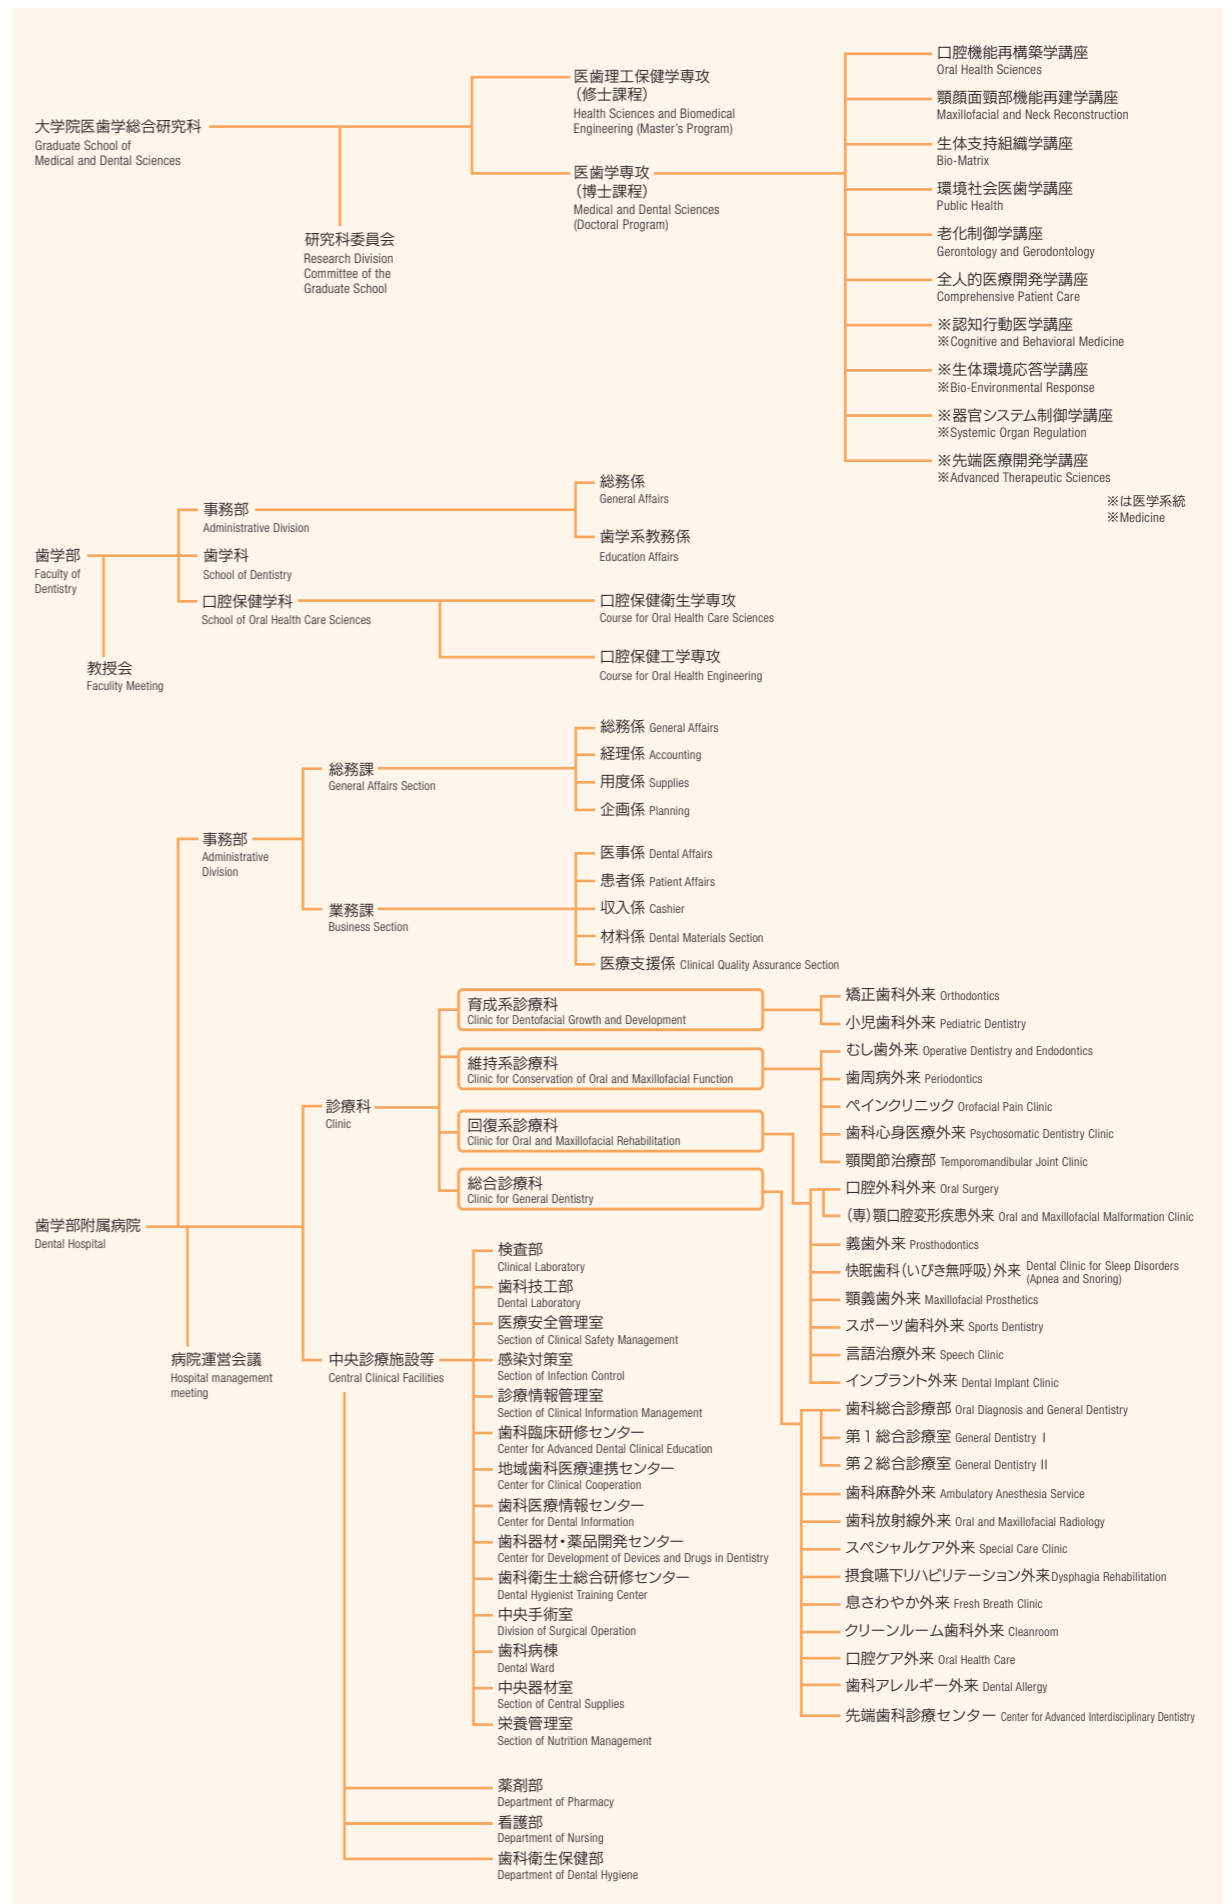 大学院医歯学総合研究科
Graduate School of
Medical and Dental Sciences
研究科委員会
Research Division
Committee of the
Graduate School
医歯理工保健学専攻
(修士課程)
Health Sciences and Biomedical
Engineering (Master's Program)
医歯学専攻
(博士課程)
Medical and Dental Sciences
(Doctoral Program)
口腔機能再構築学講座
Oral Health Sciences
顎顔面頸部機能再建学講座
Maxillofacial and Neck Reconstruction
生体支持組織学講座
Bio-Matrix
環境社会医歯学講座
Public Health
老化制御学講座
Gerontology and Gerodontology
全人的医療開発学講座
Comprehensive Patient Care
※認知行動医学講座
※Cognitive and Behavioral Medicine
※生体環境応答学講座
※Bio-Environmental Response
※器官システム制御学講座
※Systemic Organ Regulation
※先端医療開発学講座
※Advanced Therapeutic Sciences
※は医学系統
※Medicine
歯学部
Faculty of
Dentistry
教授会
Faculity Meeting
事務部
Administrative Division
歯学科
School of Dentistry
口腔保健学科
School of Oral Health Care Sciences
総務係
General Affairs
歯学系教務係
Education Affairs
口腔保健衛生学専攻
Course for Oral Health Care Sciences
口腔保健工学専攻
Course for Oral Health Engineering
歯学部附属病院
Dental Hospital
病院運営会議
Hospital management
meeting
事務部
Administrative
Division
総務課
General Affairs Section
総務係 General Affairs
経理係 Accounting
用度係 Supplies
企画係 Planning
業務課
Business Section
医事係 Dental Affairs
患者係 Patient Affairs
収入係 Cashier
材料係 Dental Materials Section
医療支援係 Clinical Quality Assurance Section
診療科
Clinic
育成系診療科
Clinic for Dentofacial Growth and Development
維持系診療科
Clinic for Conservation of Oral and Maxillofacial Function
回復系診療科
Clinic for Oral and Maxillofacial Rehabilitation
総合診療科
Clinic for General Dentistry
矯正歯科外来 Orthodontics
小児歯科外来 Pediatric Dentistry
むし歯外来 Operative Dentistry and Endodontics
歯周病外来 Periodontics
ペインクリニック Orofacial Pain Clinic
歯科心身医療外来 Psychosomatic Dentistry Clinic
顎関節治療部 Temporomandibular Joint Clinic
口腔外科外来 Oral Surgery
(専)顎口腔変形疾患外来 Oral and Maxillofacial Malformation Clinic
義歯外来 Prosthodontics
快眠歯科(いびき無呼吸)外来 Dental Clinic for Sleep Disorders
(Apnea and Snoring)
顎義歯外来 Maxillofacial Prosthetics
スポーツ歯科外来 Sports Dentistry
言語治療外来 Speech Clinic
インプラント外来 Dental Implant Clinic
歯科総合診療部 Oral Diagnosis and General Dentistry
第1総合診療室 General Dentistry I
第2総合診療室 General Dentistry II
歯科麻酔外来 Ambulatory Anesthesia Service
歯科放射線外来 Oral and Maxillofacial Radiology
スペシャルケア外来 Special Care Clinic
摂食嚥下リハビリテーション外来 Dysphagia Rehabilitation
息さわやか外来 Fresh Breath Clinic
クリーンルーム歯科外来 Cleanroom
口腔ケア外来 Oral Health Care
歯科アレルギー外来 Dental Allergy
先端歯科診療センター Center for Advanced Interdisciplinary Dentistry
中央診療施設等
Central Clinical Facilities
検査部
Clinical Laboratory
歯科技工部
Dental Laboratory
医療安全管理室
Section of Clinical Safety Management
感染対策室
Section of Infection Control
診療情報管理室
Section of Clinical Information Management
歯科臨床研修センター
Center for Advanced Dental Clinical Education
地域歯科医療連携センター
Center for Clinical Cooperation
歯科医療情報センター
Center for Dental Information
歯科器材・薬品開発センター
Center for Development of Devices and Drugs in Dentistry
歯科衛生士総合研修センター
Dental Hygienist Training Center
中央手術室
Division of Surgical Operation
歯科病棟
Dental Ward
中央器材室
Section of Central Supplies
栄養管理室
Section of Nutrition Management
薬剤部
Department of Pharmacy
看護部
Department of Nursing
歯科衛生保健部
Department of Dental Hygiene